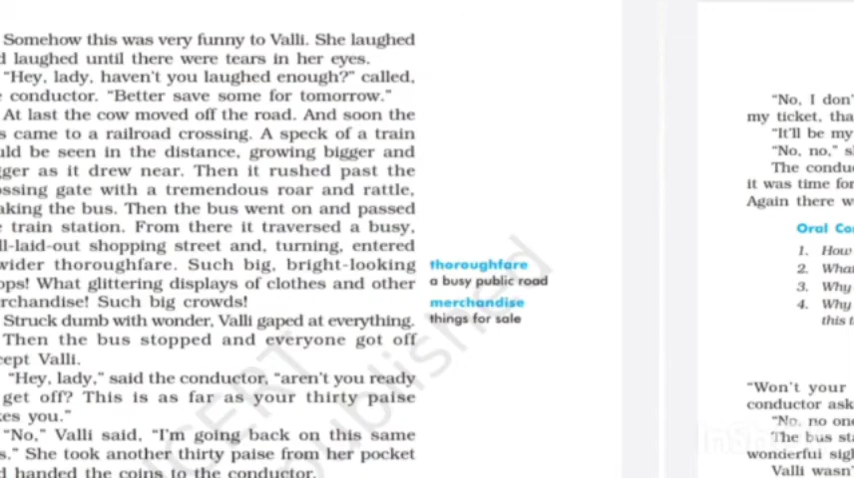 Somehow this was very funny to Valli. She laughed
d laughed until there were tears in her eyes.
"Hey, lady, haven't you laughed enough?" called,
e conductor. "Better save some for tomorrow."
At last the cow moved off the road. And soon the
s came to a railroad crossing. A speck of a train
uld be seen in the distance, growing bigger and
gger as it drew near. Then it rushed past the
ossing gate with a tremendous roar and rattle,
aking the bus. Then the bus went on and passed
e train station. From there it traversed a busy,
ll-laid-out shopping street and, turning, entered
wider thoroughfare. Such big, bright-looking
ops! What glittering displays of clothes and other
rchandise! Such big crowds!
Struck dumb with wonder, Valli gaped at everything.
Then the bus stopped and everyone got off
cept Valli.
"Hey, lady," said the conductor, "aren't you ready
get off? This is as far as your thirty paise
kes you."
"No," Valli said, "I'm going back on this same
s." She took another thirty paise from her pocket
d handed the coins to the conductor.
thoroughfare
a busy public road
merchandise
things for sale
NCERT
published
"No, I don'
my ticket, tha
"It'll be my
"No, no," s
The conduc
it was time for
Again there w
Oral Co
1. How
2. What
3. Why
4. Why
this t
"Won't your
conductor ask
"No, no one
The bus sta
wonderful sigh
Valli wasn'